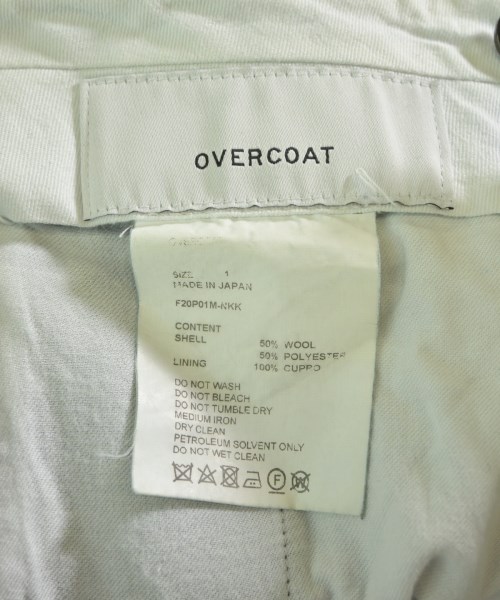 OVERCOAT
SIZE 1
MADE IN JAPAN
F20P01M-NKK
CONTENT
SHELL 50% WOOL
50% POLYESTER
LINING 100% CUPRO
DO NOT WASH
DO NOT BLEACH
DO NOT TUMBLE DRY
MEDIUM IRON
DRY CLEAN
PETROLEUM SOLVENT ONLY
DO NOT WET CLEAN
F W